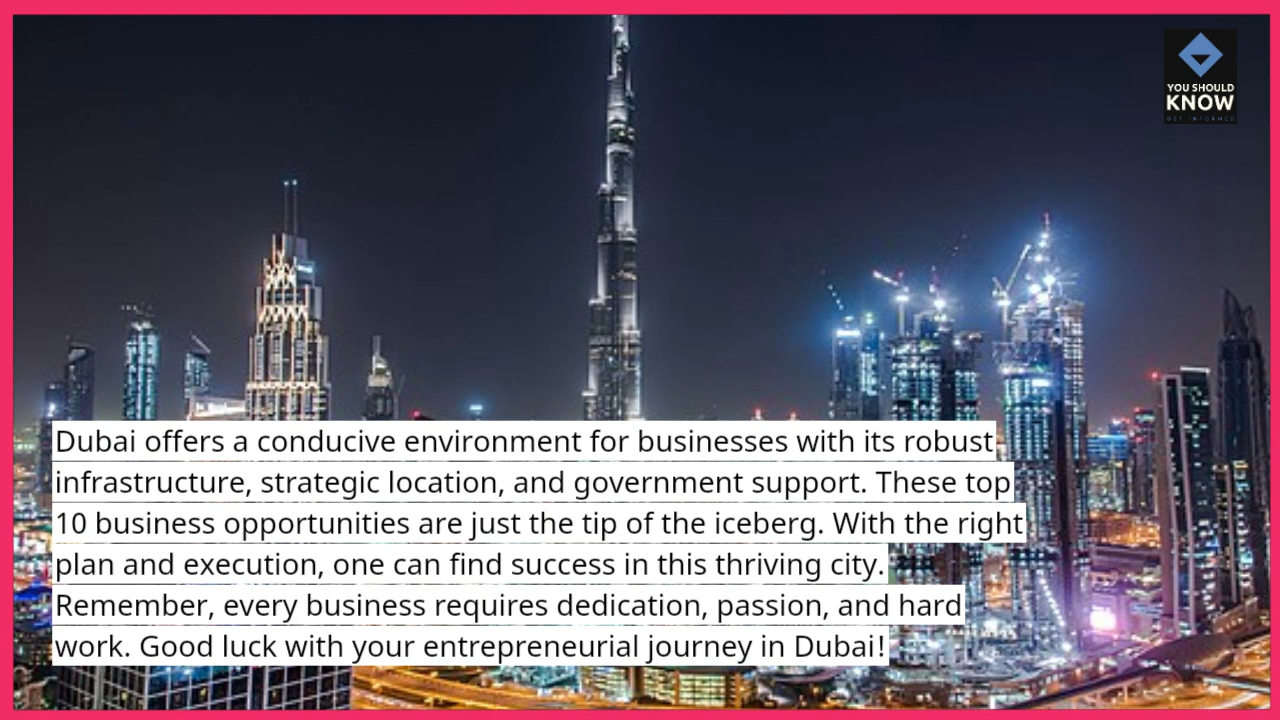 YOU SHOULD
KNOW
GET INFORMED
Dubai offers a conducive environment for businesses with its robust
infrastructure, strategic location, and government support. These top
10 business opportunities are just the tip of the iceberg. With the right
plan and execution, one can find success in this thriving city.
Remember, every business requires dedication, passion, and hard
work. Good luck with your entrepreneurial journey in Dubai!